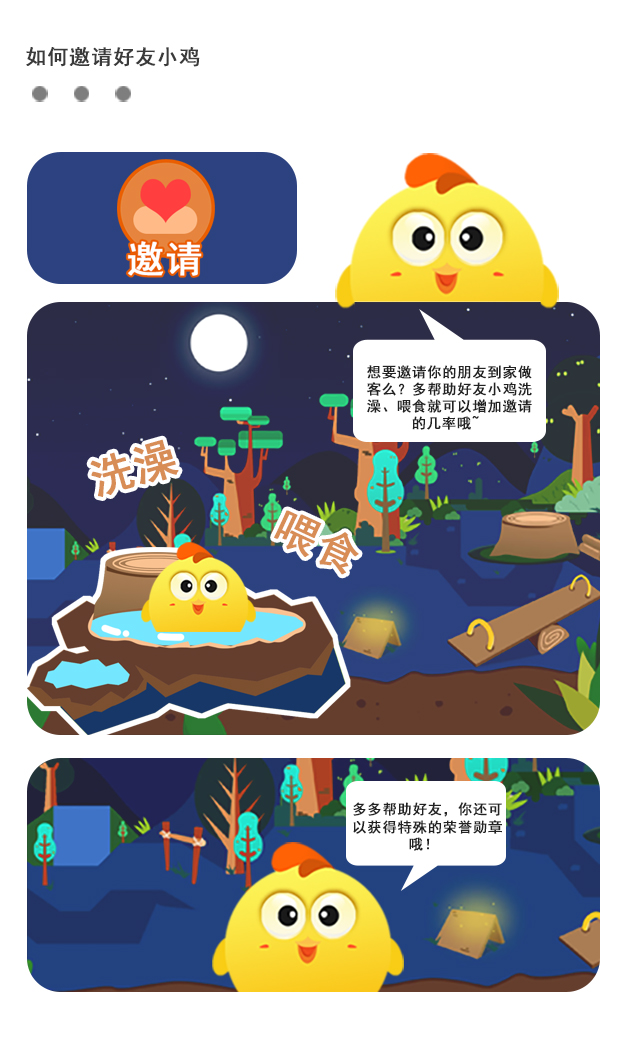 如何邀请好友小鸡
邀请
想要邀请你的朋友到家做
客么？多帮助好友小鸡洗
澡、喂食就可以增加邀请
的几率哦~
洗澡
喂食
多多帮助好友，你还可
以获得特殊的荣誉勋章
哦！